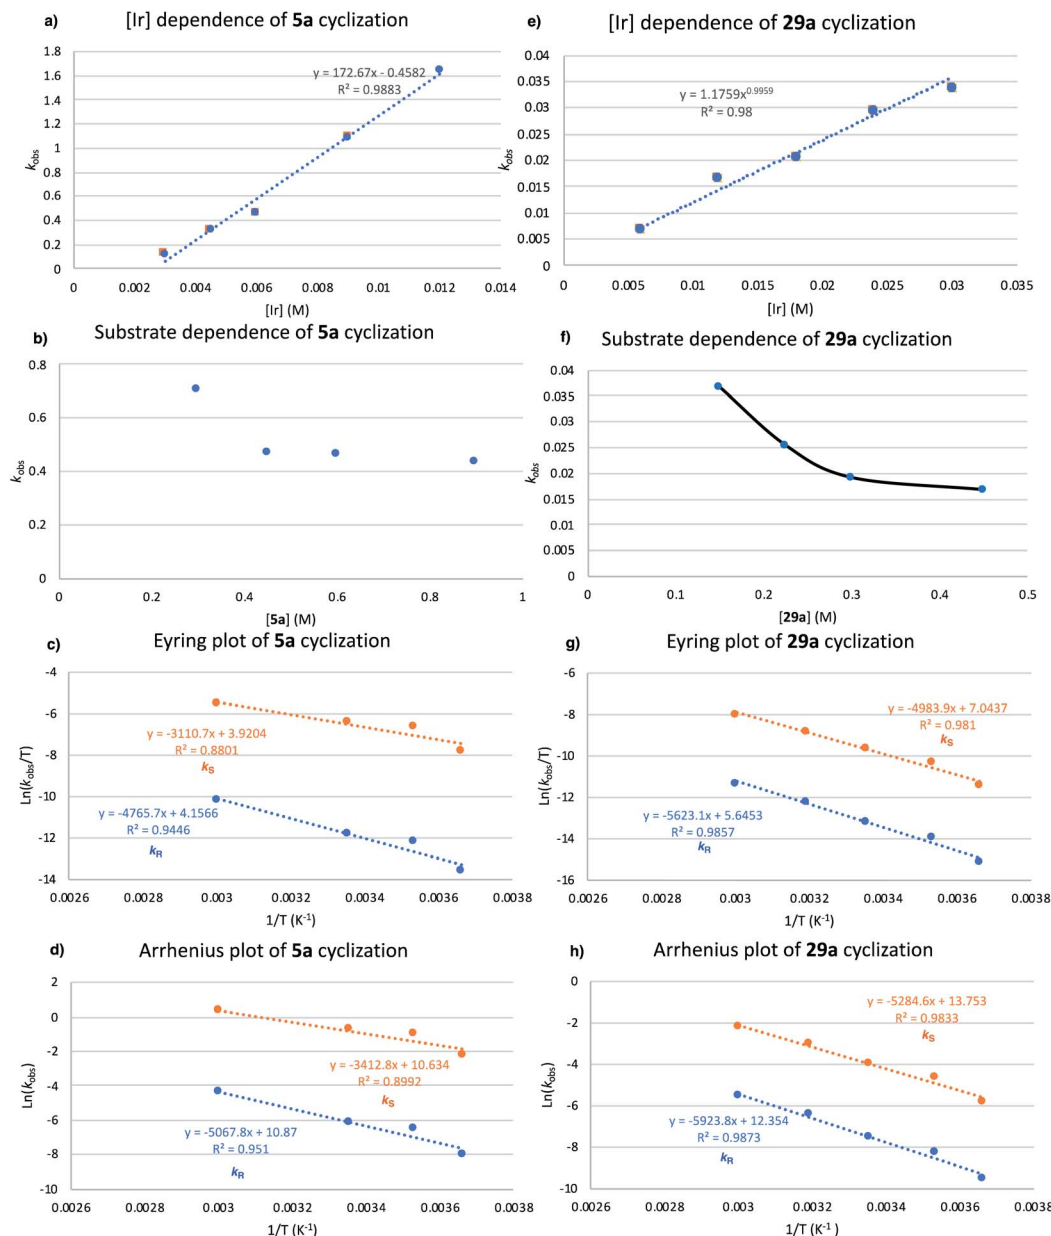 a) [Ir] dependence of 5a cyclization
1.8
1.6
1.4
1.2
1
0.8
0.6
0.4
0.2
0
kobs
y = 172.67x - 0.4582
R² = 0.9883
0 0.002 0.004 0.006 0.008 0.01 0.012 0.014
[Ir] (M)
e) [Ir] dependence of 29a cyclization
0.04
0.035
0.03
0.025
0.02
0.015
0.01
0.005
0
kobs
y = 1.1759x^0.9959
R² = 0.98
0 0.005 0.01 0.015 0.02 0.025 0.03 0.035
[Ir] (M)
b) Substrate dependence of 5a cyclization
0.8
0.6
0.4
0.2
0
kobs
0 0.2 0.4 0.6 0.8 1
[5a] (M)
f) Substrate dependence of 29a cyclization
0.04
0.035
0.03
0.025
0.02
0.015
0.01
0.005
0
kobs
0 0.1 0.2 0.3 0.4 0.5
[29a] (M)
c) Eyring plot of 5a cyclization
-4
-6
-8
-10
-12
-14
Ln(kobs/T)
y = -3110.7x + 3.9204
R² = 0.8801
kS
y = -4765.7x + 4.1566
R² = 0.9446
kR
0.0026 0.0028 0.003 0.0032 0.0034 0.0036 0.0038
1/T (K⁻¹)
g) Eyring plot of 29a cyclization
-6
-8
-10
-12
-14
-16
Ln(kobs/T)
y = -4983.9x + 7.0437
R² = 0.981
kS
y = -5623.1x + 5.6453
R² = 0.9857
kR
0.0026 0.0028 0.003 0.0032 0.0034 0.0036 0.0038
1/T (K⁻¹)
d) Arrhenius plot of 5a cyclization
2
0
-2
-4
-6
-8
-10
Ln(kobs)
y = -3412.8x + 10.634
R² = 0.8992
kS
y = -5067.8x + 10.87
R² = 0.951
kR
0.0026 0.0028 0.003 0.0032 0.0034 0.0036 0.0038
1/T (K⁻¹)
h) Arrhenius plot of 29a cyclization
0
-2
-4
-6
-8
-10
Ln(kobs)
y = -5284.6x + 13.753
R² = 0.9833
kS
y = -5923.8x + 12.354
R² = 0.9873
kR
0.0026 0.0028 0.003 0.0032 0.0034 0.0036 0.0038
1/T (K⁻¹)